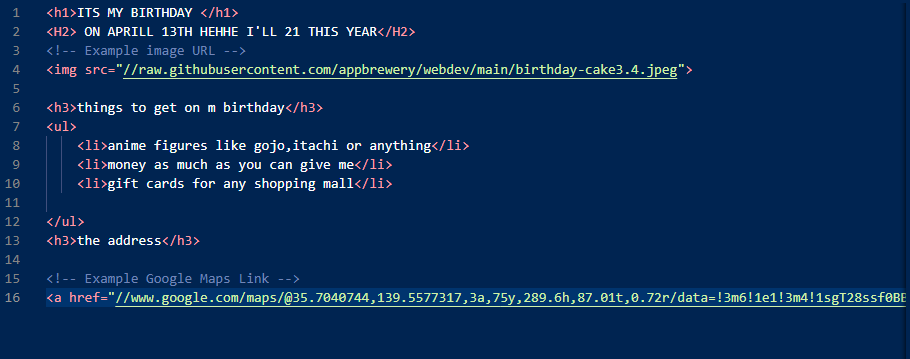 1 <h1>ITS MY BIRTHDAY </h1>
2 <H2> ON APRILL 13TH HEHHE I'LL 21 THIS YEAR</H2>
3 <!-- Example image URL -->
4 <img src="//raw.githubusercontent.com/appbrewery/webdev/main/birthday-cake3.4.jpeg">
5
6 <h3>things to get on m birthday</h3>
7 <ul>
8 <li>anime figures like gojo,itachi or anything</li>
9 <li>money as much as you can give me</li>
10 <li>gift cards for any shopping mall</li>
11
12 </ul>
13 <h3>the address</h3>
14
15 <!-- Example Google Maps Link -->
16 <a href="//www.google.com/maps/@35.7040744,139.5577317,3a,75y,289.6h,87.01t,0.72r/data=!3m6!1e1!3m4!1sgT28ssf0BB